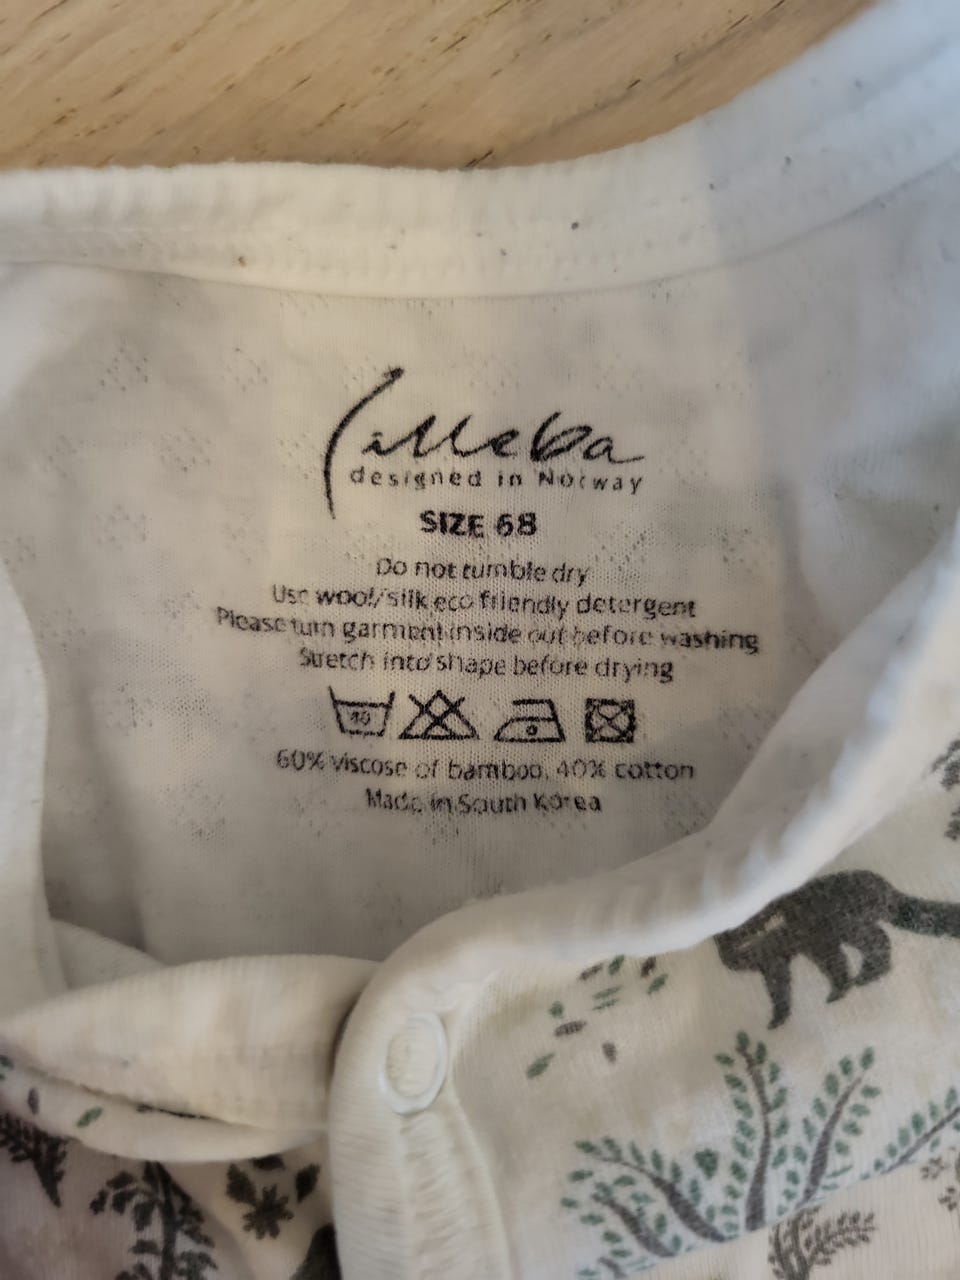 Lilleba
designed in Norway
SIZE 68
Do not tumble dry
Use wool/silk eco friendly detergent
Please turn garment inside out before washing
Stretch into shape before drying
40
60% viscose of bamboo, 40% cotton
Made in South Korea